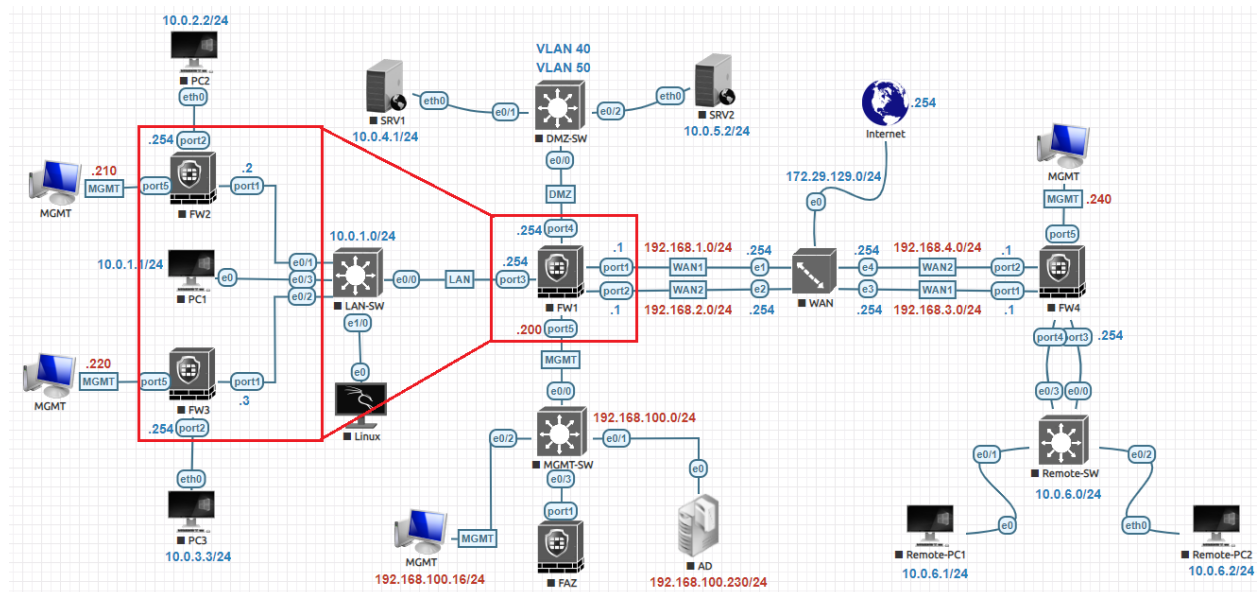 10.0.2.2/24
PC2
eth0
.254
port2
.210
MGMT
port5
.2
port1
MGMT
FW2
10.0.1.1/24
PC1
e0
10.0.1.0/24
e0/1
e0/3
e0/2
e0/0
LAN-SW
e1/0
e0
Linux
.220
MGMT
port5
port1
MGMT
FW3
.3
.254
port2
eth0
PC3
10.0.3.3/24
VLAN 40
VLAN 50
SRV1
eth0
e0/1
e0/2
eth0
SRV2
10.0.4.1/24
DMZ-SW
10.0.5.2/24
e0/0
DMZ
.254
port4
LAN
.254
port3
FW1
.1
port1
192.168.1.0/24
WAN1
.254
e1
port2
WAN2
e2
.1
192.168.2.0/24
.254
.200
port5
MGMT
e0/0
192.168.100.0/24
e0/2
e0/1
MGMT-SW
e0/3
e0
port1
MGMT
MGMT
192.168.100.16/24
FAZ
AD
192.168.100.230/24
.254
Internet
172.29.129.0/24
e0
WAN
.254
192.168.4.0/24
.1
e4
WAN2
port2
e3
WAN1
port1
.254
192.168.3.0/24
.1
MGMT
MGMT
.240
port5
FW4
port4
port3
.254
e0/3
e0/0
e0/1
e0/2
Remote-SW
10.0.6.0/24
e0
eth0
Remote-PC1
Remote-PC2
10.0.6.1/24
10.0.6.2/24